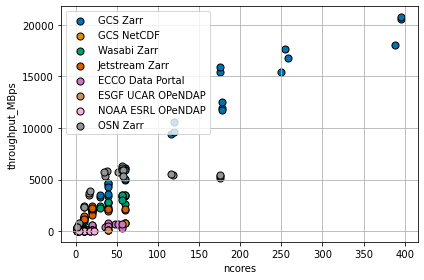 20000
15000
10000
5000
0
throughput_MBps
GCS Zarr
GCS NetCDF
Wasabi Zarr
Jetstream Zarr
ECCO Data Portal
ESGF UCAR OPeNDAP
NOAA ESRL OPeNDAP
OSN Zarr
0 50 100 150 200 250 300 350 400
ncores